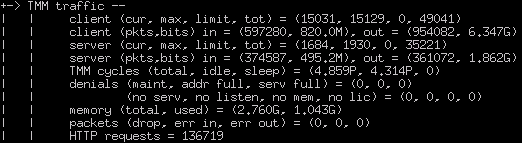 +-> TMM traffic --
| | client (cur, max, limit, tot) = (15031, 15129, 0, 49041)
| | client (pkts,bits) in = (597280, 820.0M), out = (954082, 6.347G)
| | server (cur, max, limit, tot) = (1684, 1930, 0, 35221)
| | server (pkts,bits) in = (374587, 495.2M), out = (361072, 1.862G)
| | TMM cycles (total, idle, sleep) = (4.859P, 4.314P, 0)
| | denials (maint, addr full, serv full) = (0, 0, 0)
| | (no serv, no listen, no mem, no lic) = (0, 0, 0, 0)
| | memory (total, used) = (2.760G, 1.043G)
| | packets (drop, err in, err out) = (0, 0, 0)
| | HTTP requests = 136719